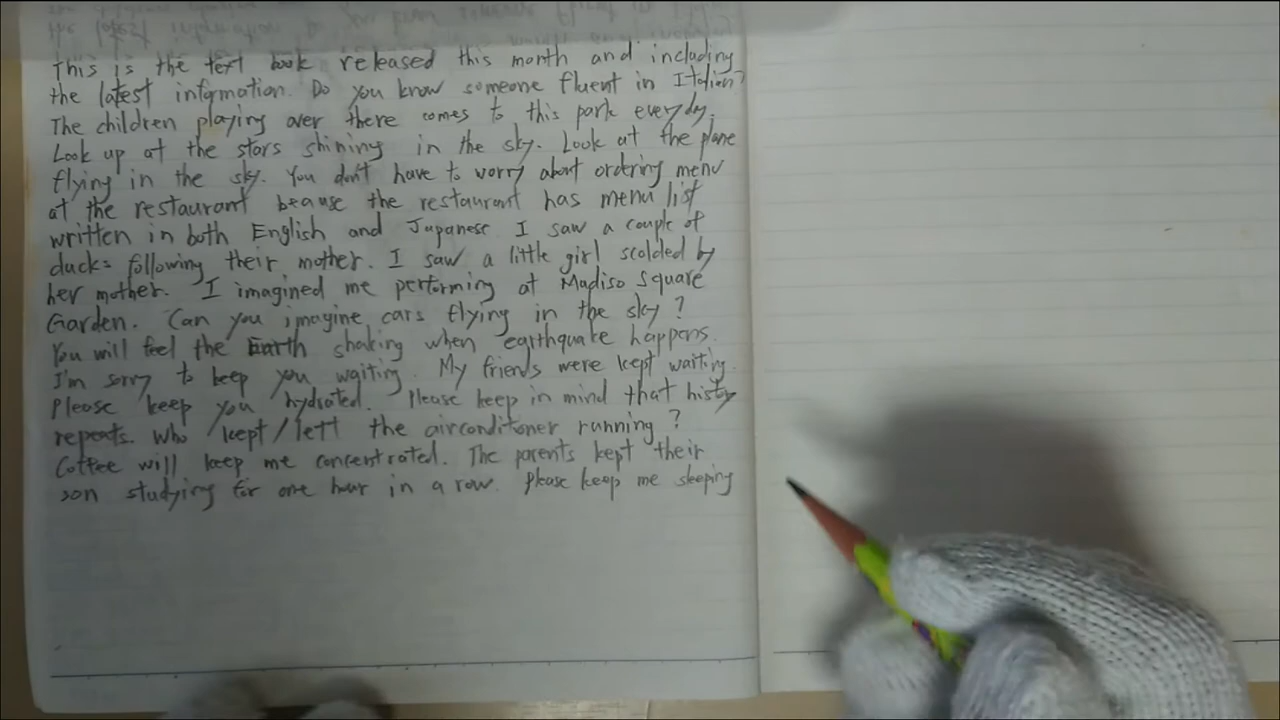 This is the text book released this month and including
the latest information. Do you know someone fluent in Italian?
The children playing over there comes to this park everyday.
Look up at the stars shining in the sky. Look at the plane
flying in the sky. You don't have to worry about ordering menu
at the restaurant beause the restaurant has menu list
written in both English and Japanese. I saw a couple of
ducks following their mother. I saw a little girl scolded by
her mother. I imagined me performing at Madiso Square
Garden. Can you imagine cars flying in the sky?
You will feel the Earth shaking when earthquake happens.
I'm sorry to keep you waiting. My friends were kept waiting.
Please keep you hydrated. Please keep in mind that history
repeats. Who kept/left the airconditoner running?
Coffee will keep me concentrated. The parents kept their
son studying for one hour in a row. Please keep me sleeping